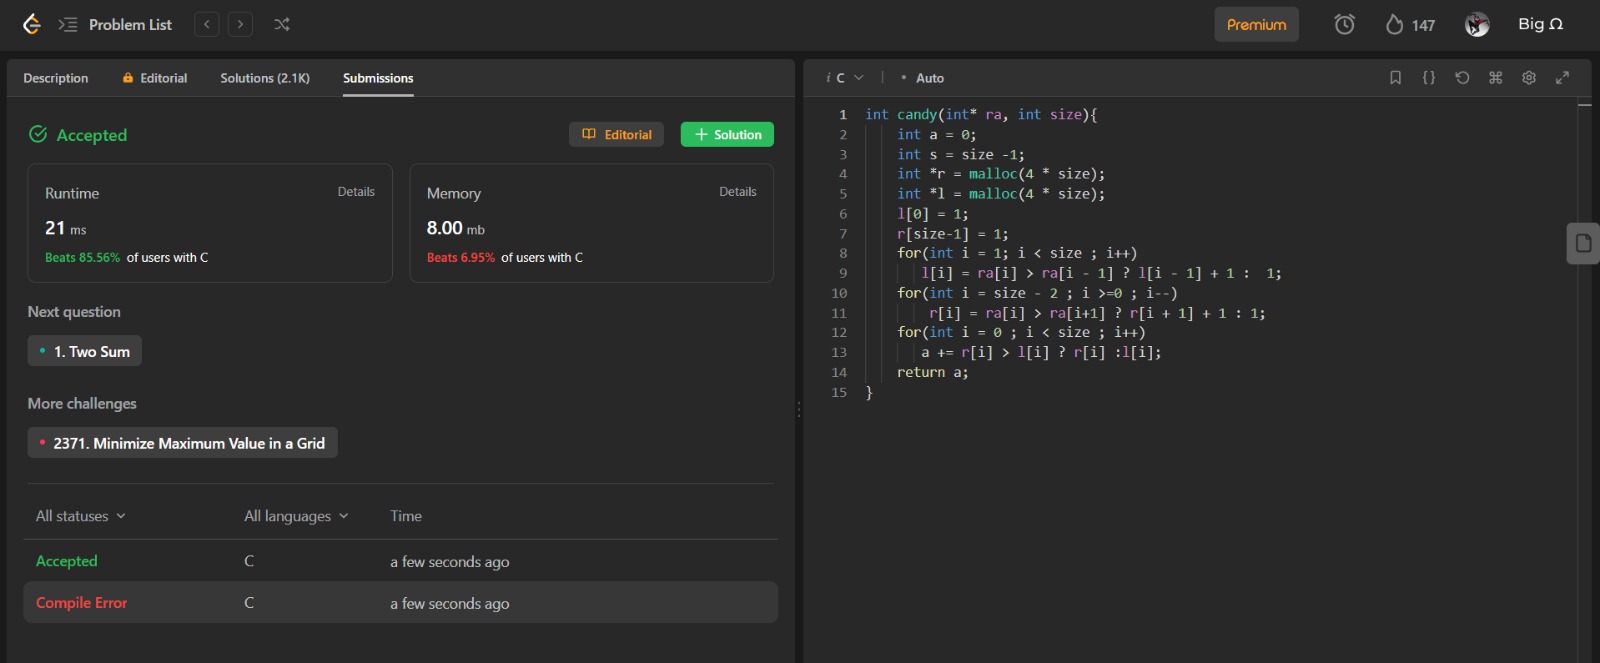 Problem List
Premium
147
Big Ω
Description Editorial Solutions (2.1K) Submissions
Accepted
Editorial
+ Solution
Runtime Details
21 ms
Beats 85.56% of users with C
Memory Details
8.00 mb
Beats 6.95% of users with C
Next question
1. Two Sum
More challenges
2371. Minimize Maximum Value in a Grid
All statuses All languages Time
Accepted C a few seconds ago
Compile Error C a few seconds ago
i C • Auto
1 int candy(int* ra, int size){
2     int a = 0;
3     int s = size -1;
4     int *r = malloc(4 * size);
5     int *l = malloc(4 * size);
6     l[0] = 1;
7     r[size-1] = 1;
8     for(int i = 1; i < size ; i++)
9        l[i] = ra[i] > ra[i - 1] ? l[i - 1] + 1 :  1;
10     for(int i = size - 2 ; i >=0 ; i--)
11         r[i] = ra[i] > ra[i+1] ? r[i + 1] + 1 : 1;
12     for(int i = 0 ; i < size ; i++)
13        a += r[i] > l[i] ? r[i] :l[i];
14     return a;
15 }